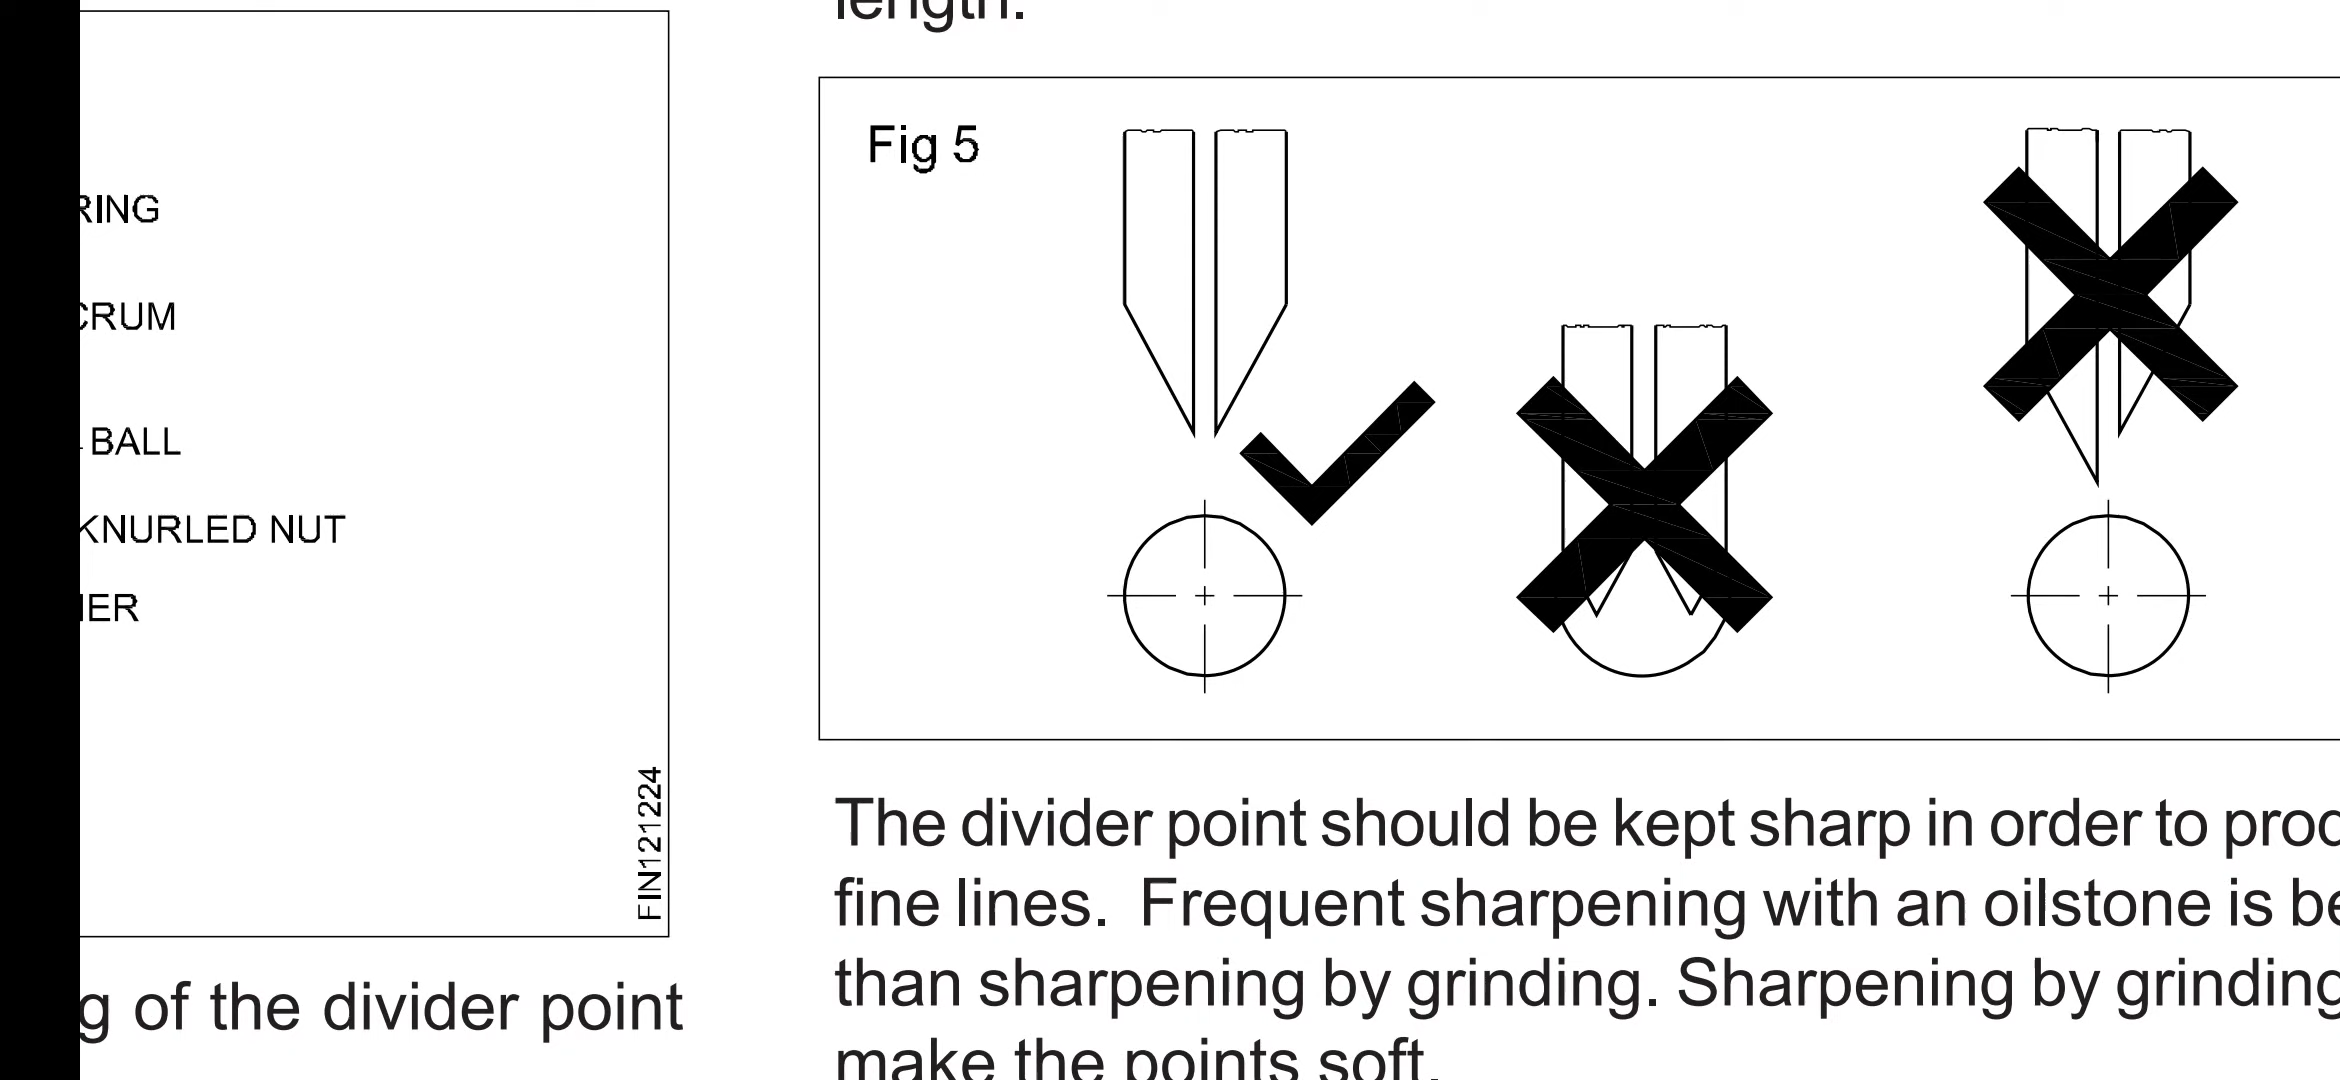 RING
CRUM
BALL
KNURLED NUT
HER
FIN121224
g of the divider point
length.
Fig 5
The divider point should be kept sharp in order to prod
fine lines. Frequent sharpening with an oilstone is be
than sharpening by grinding. Sharpening by grinding
make the points soft.